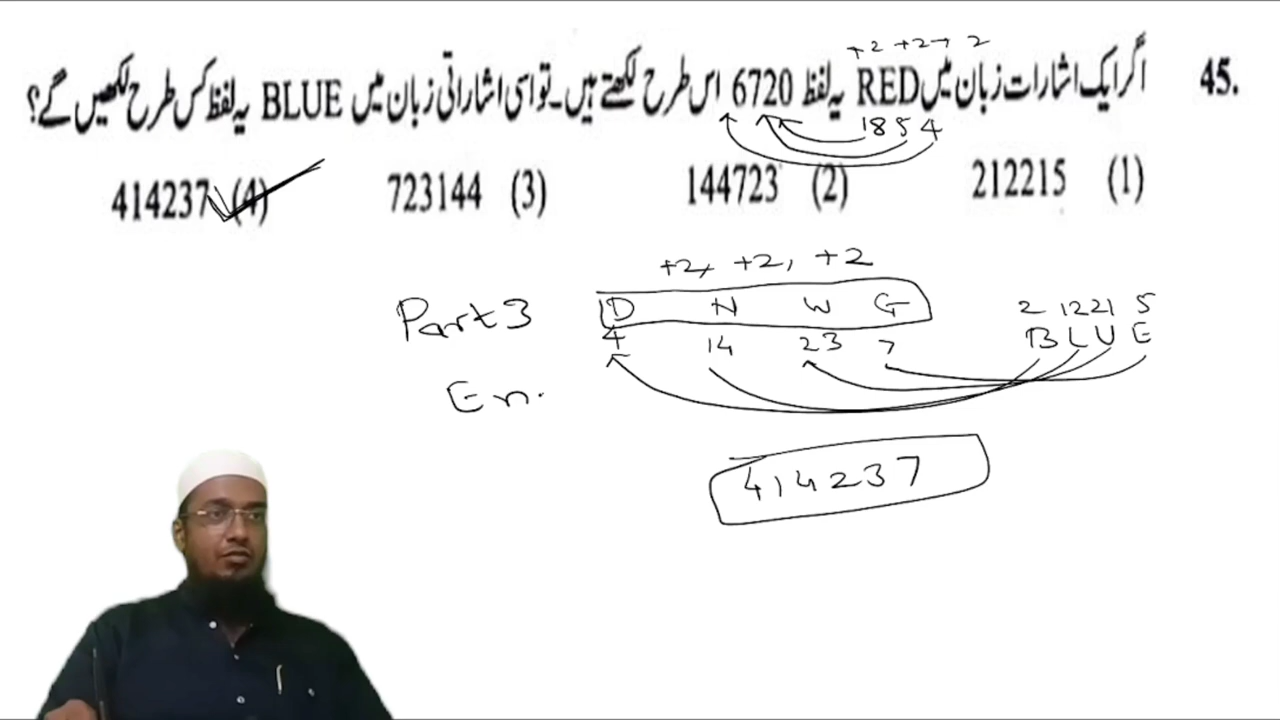 45. اگر ایک اشارات زبان میں RED یہ لفظ 6720 اس طرح لکھتے ہیں۔ تو اسی اشاراتی زبان میں BLUE یہ لفظ کس طرح لکھیں گے؟
+2 +2 + 2
18 5 4
(1) 212215 (2) 144723 (3) 723144 (4) 414237
+2, +2, +2
Part 3 D N W G
4 14 23 7
2 12 21 5
B L U E
En.
414237